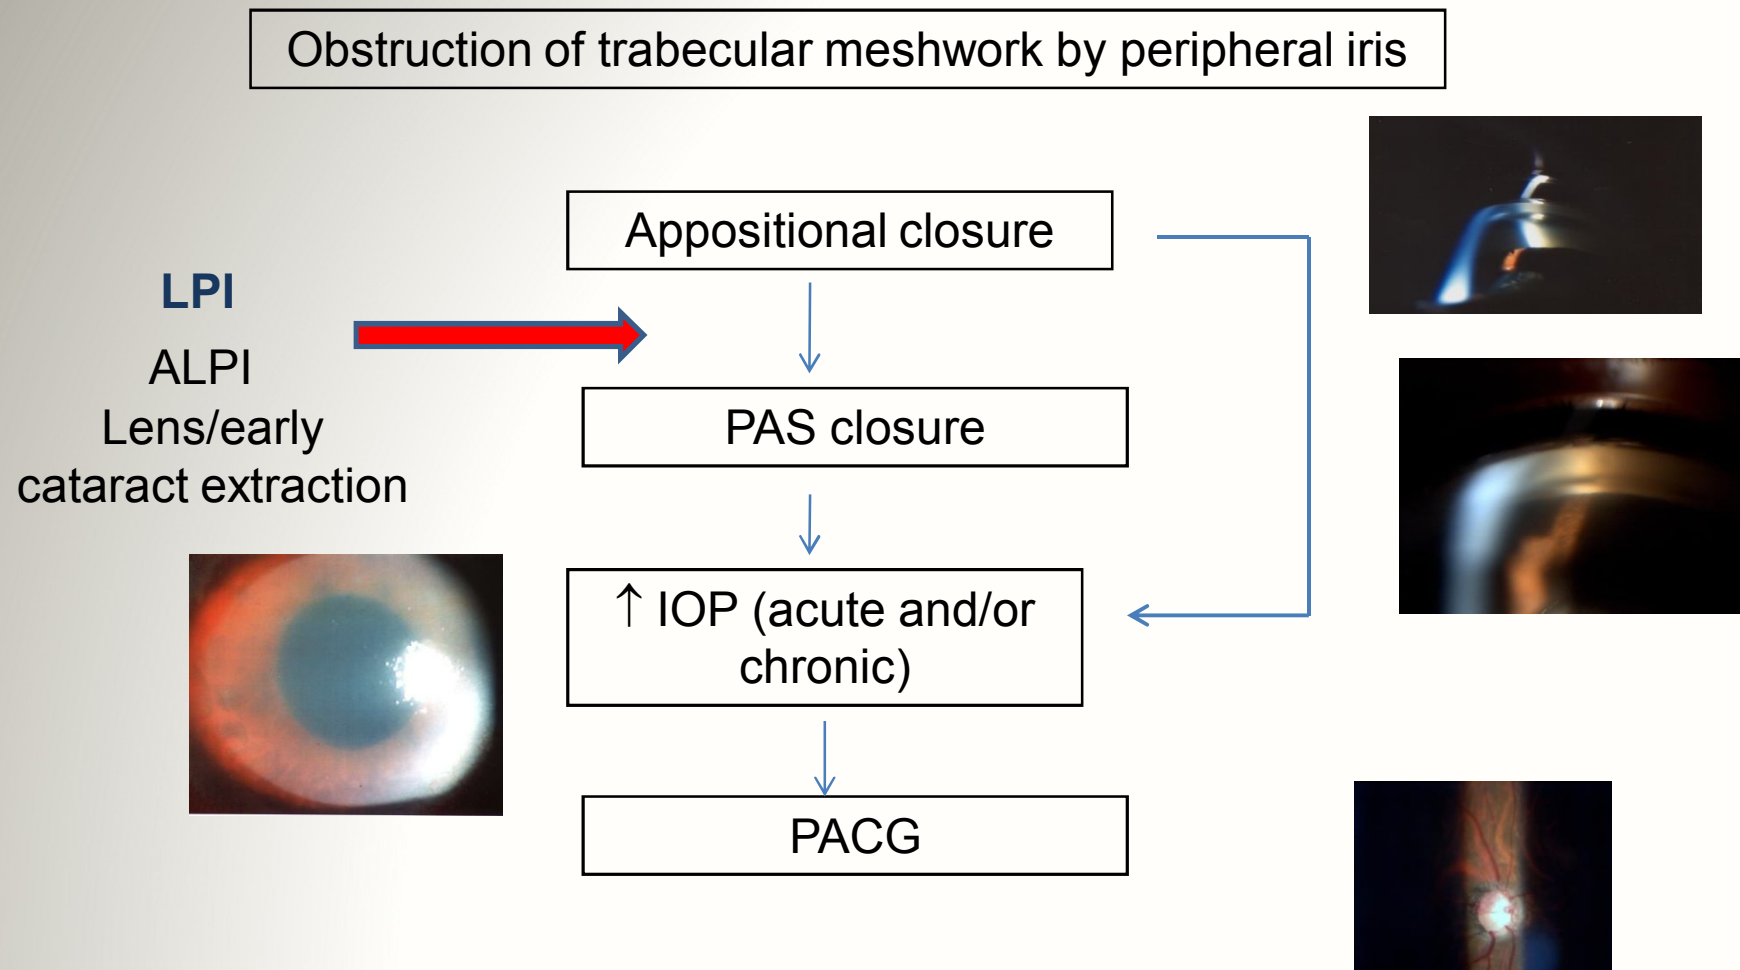 Obstruction of trabecular meshwork by peripheral iris
Appositional closure
LPI
ALPI
Lens/early
cataract extraction
PAS closure
↑ IOP (acute and/or
chronic)
PACG